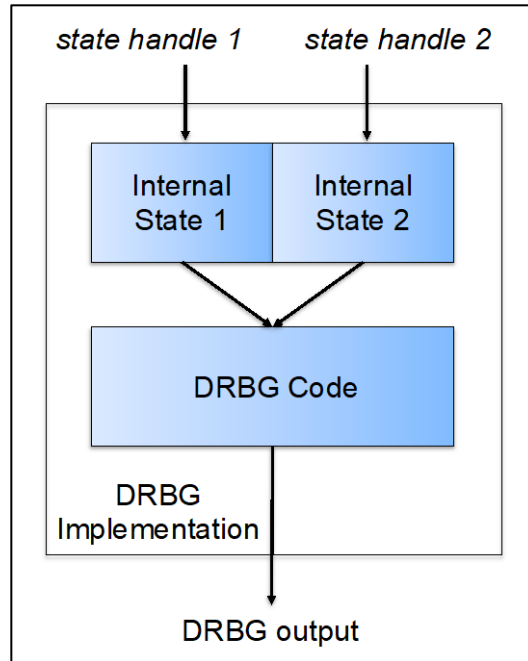 state handle 1
state handle 2
Internal
State 1
Internal
State 2
DRBG Code
DRBG
Implementation
DRBG output